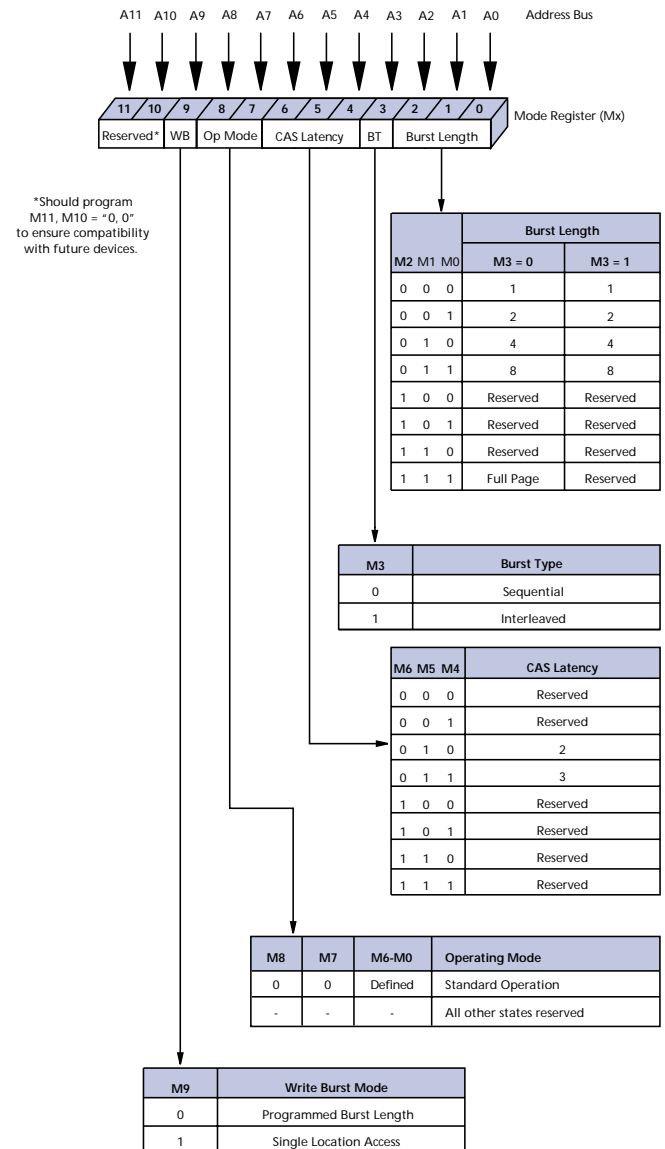 A11 A10 A9 A8 A7 A6 A5 A4 A3 A2 A1 A0 Address Bus
11 10 9 8 7 6 5 4 3 2 1 0
Mode Register (Mx)
Reserved* WB Op Mode CAS Latency BT Burst Length
*Should program
M11, M10 = “0, 0”
to ensure compatibility
with future devices.
Burst Length
M2 M1 M0 M3 = 0 M3 = 1
0 0 0 1 1
0 0 1 2 2
0 1 0 4 4
0 1 1 8 8
1 0 0 Reserved Reserved
1 0 1 Reserved Reserved
1 1 0 Reserved Reserved
1 1 1 Full Page Reserved
M3 Burst Type
0 Sequential
1 Interleaved
M6 M5 M4 CAS Latency
0 0 0 Reserved
0 0 1 Reserved
0 1 0 2
0 1 1 3
1 0 0 Reserved
1 0 1 Reserved
1 1 0 Reserved
1 1 1 Reserved
M8 M7 M6-M0 Operating Mode
0 0 Defined Standard Operation
- - - All other states reserved
M9 Write Burst Mode
0 Programmed Burst Length
1 Single Location Access